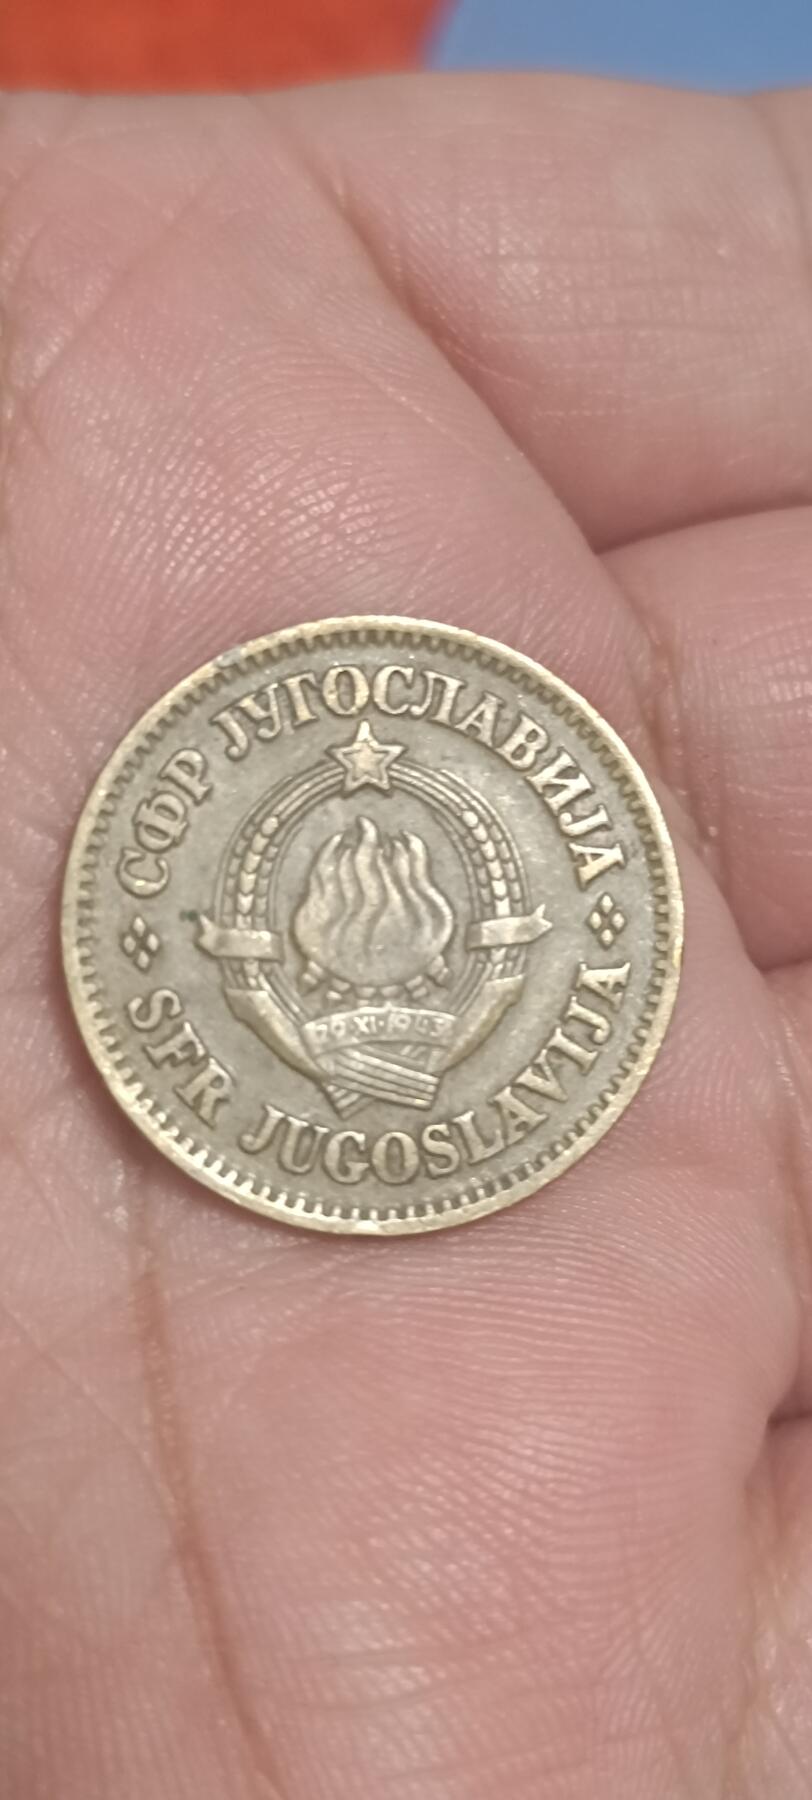 СФР ЈУГОСЛАВИЈА
29·XI·1943
SFR JUGOSLAVIJA